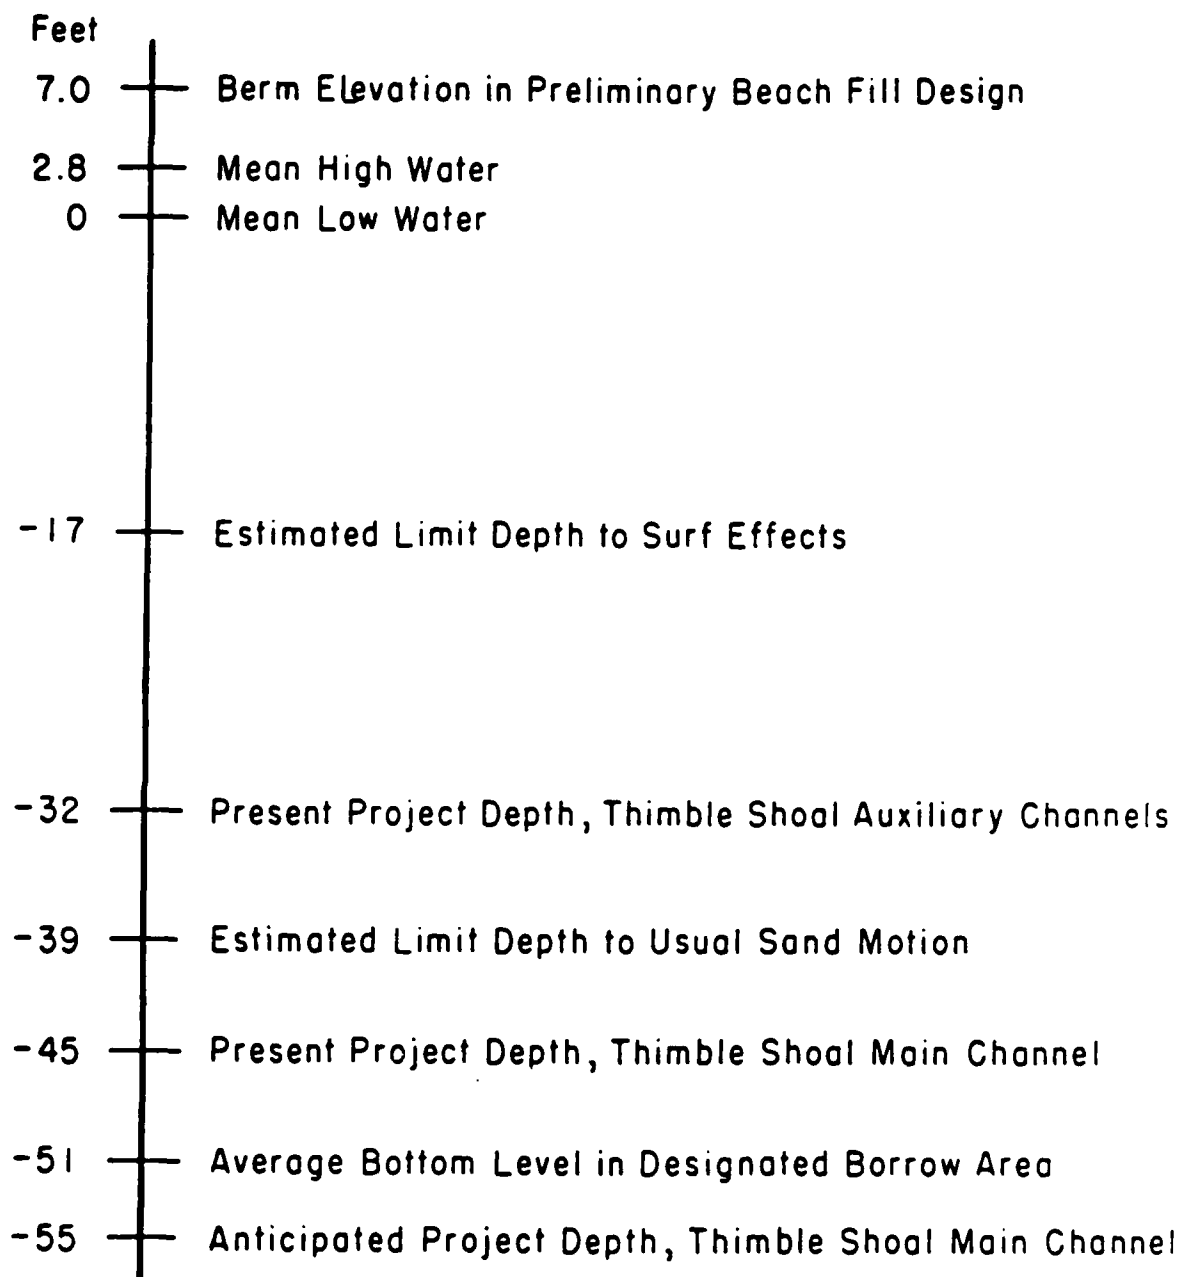 Feet
7.0 Berm Elevation in Preliminary Beach Fill Design
2.8 Mean High Water
0 Mean Low Water
-17 Estimated Limit Depth to Surf Effects
-32 Present Project Depth, Thimble Shoal Auxiliary Channels
-39 Estimated Limit Depth to Usual Sand Motion
-45 Present Project Depth, Thimble Shoal Main Channel
-51 Average Bottom Level in Designated Borrow Area
-55 Anticipated Project Depth, Thimble Shoal Main Channel